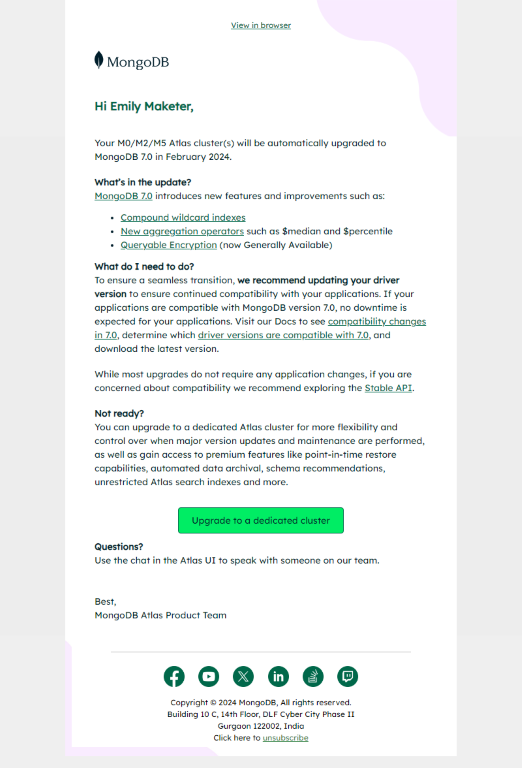 View in browser
MongoDB
Hi Emily Maketer,
Your M0/M2/M5 Atlas cluster(s) will be automatically upgraded to
MongoDB 7.0 in February 2024.
What's in the update?
MongoDB 7.0 introduces new features and improvements such as:
• Compound wildcard indexes
• New aggregation operators such as $median and $percentile
• Queryable Encryption (now Generally Available)
What do I need to do?
To ensure a seamless transition, we recommend updating your driver
version to ensure continued compatibility with your applications. If your
applications are compatible with MongoDB version 7.0, no downtime is
expected for your applications. Visit our Docs to see compatibility changes
in 7.0, determine which driver versions are compatible with 7.0, and
download the latest version.
While most upgrades do not require any application changes, if you are
concerned about compatibility we recommend exploring the Stable API.
Not ready?
You can upgrade to a dedicated Atlas cluster for more flexibility and
control over when major version updates and maintenance are performed,
as well as gain access to premium features like point-in-time restore
capabilities, automated data archival, schema recommendations,
unrestricted Atlas search indexes and more.
Upgrade to a dedicated cluster
Questions?
Use the chat in the Atlas UI to speak with someone on our team.
Best,
MongoDB Atlas Product Team
Copyright © 2024 MongoDB, All rights reserved.
Building 10 C, 14th Floor, DLF Cyber City Phase II
Gurgaon 122002, India
Click here to unsubscribe